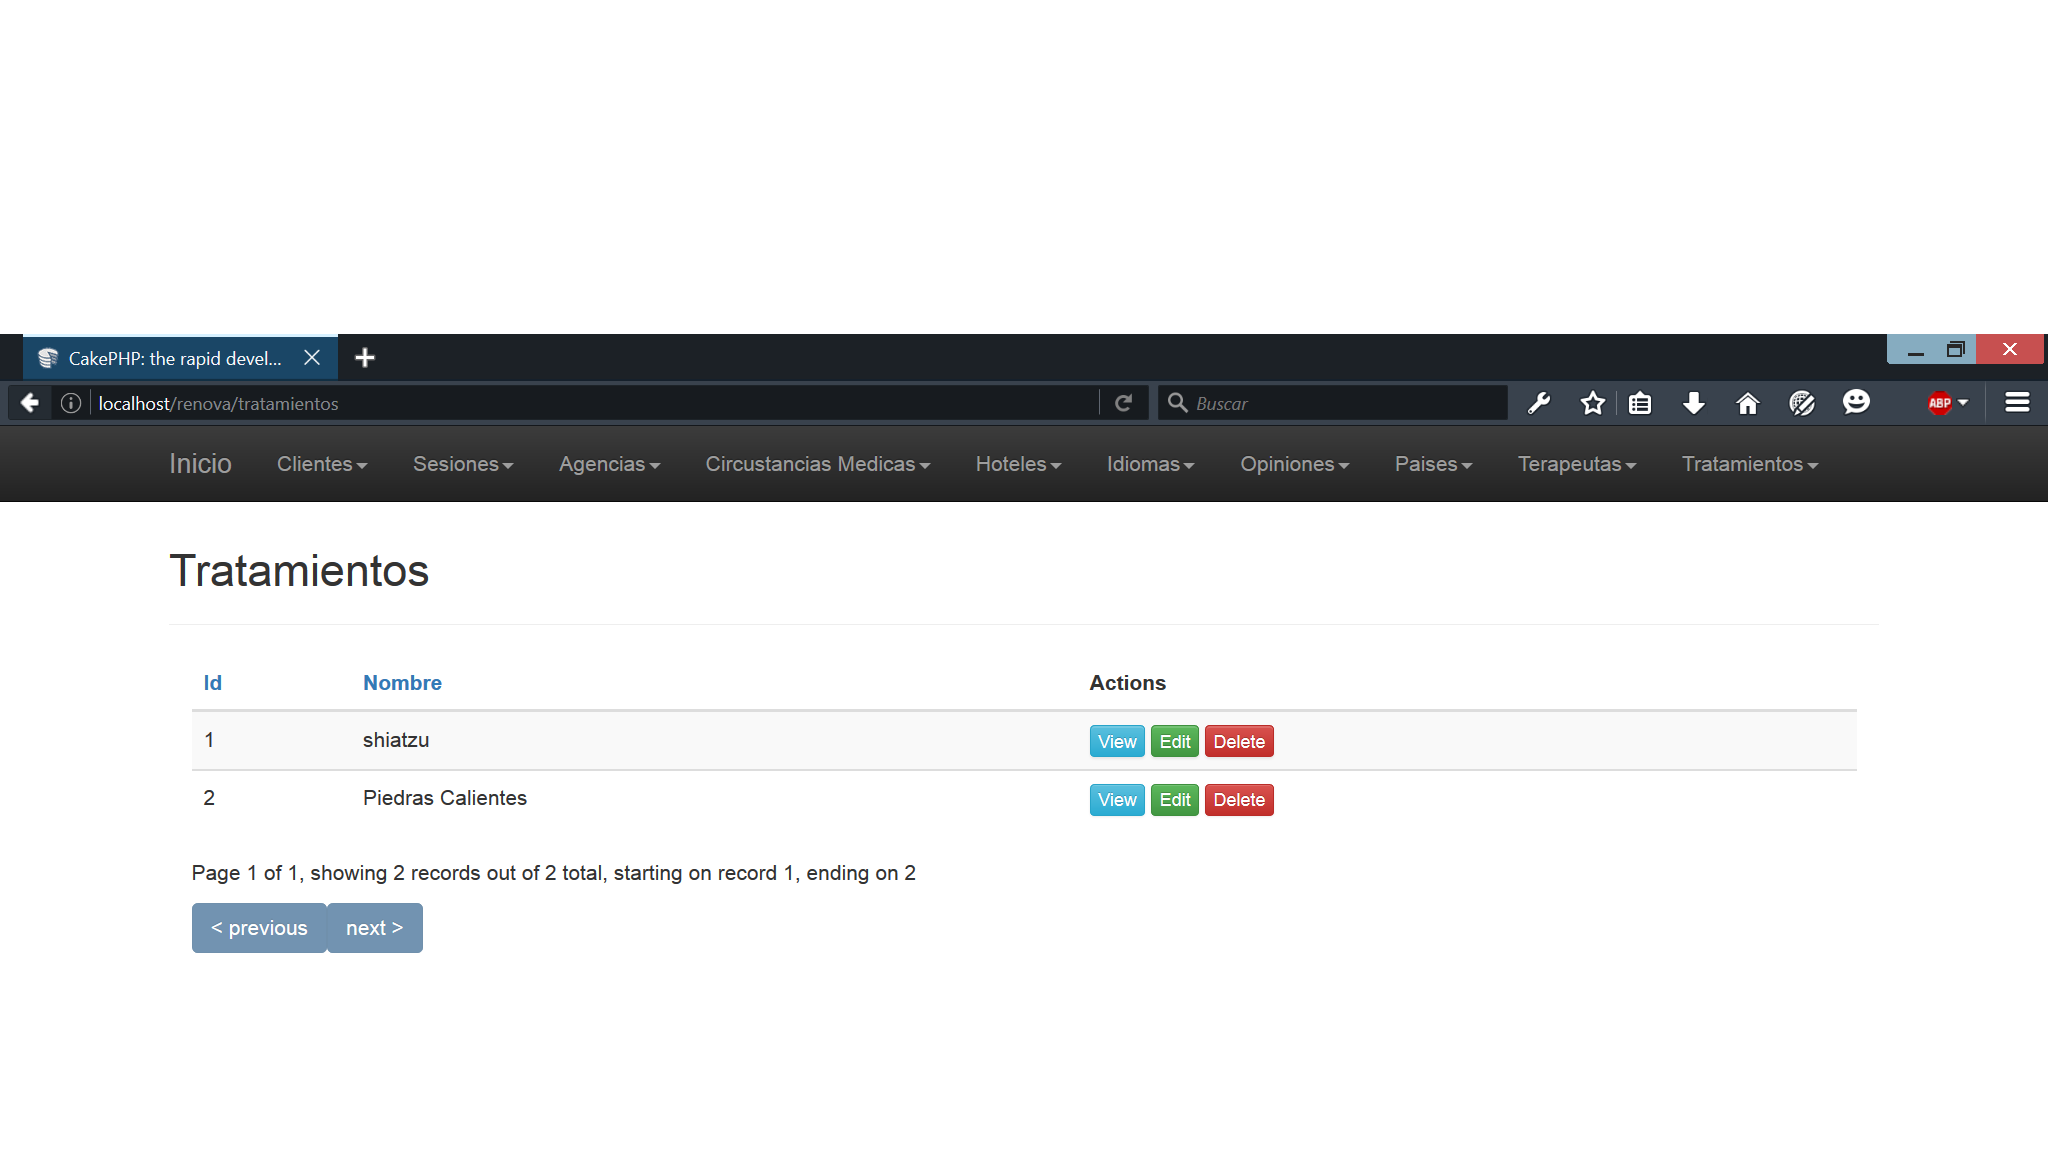 CakePHP: the rapid devel...
localhost/renova/tratamientos
Buscar
ABP
Inicio Clientes Sesiones Agencias Circustancias Medicas Hoteles Idiomas Opiniones Paises Terapeutas Tratamientos
Tratamientos
Id Nombre Actions
1 shiatzu View Edit Delete
2 Piedras Calientes View Edit Delete
Page 1 of 1, showing 2 records out of 2 total, starting on record 1, ending on 2
< previous next >